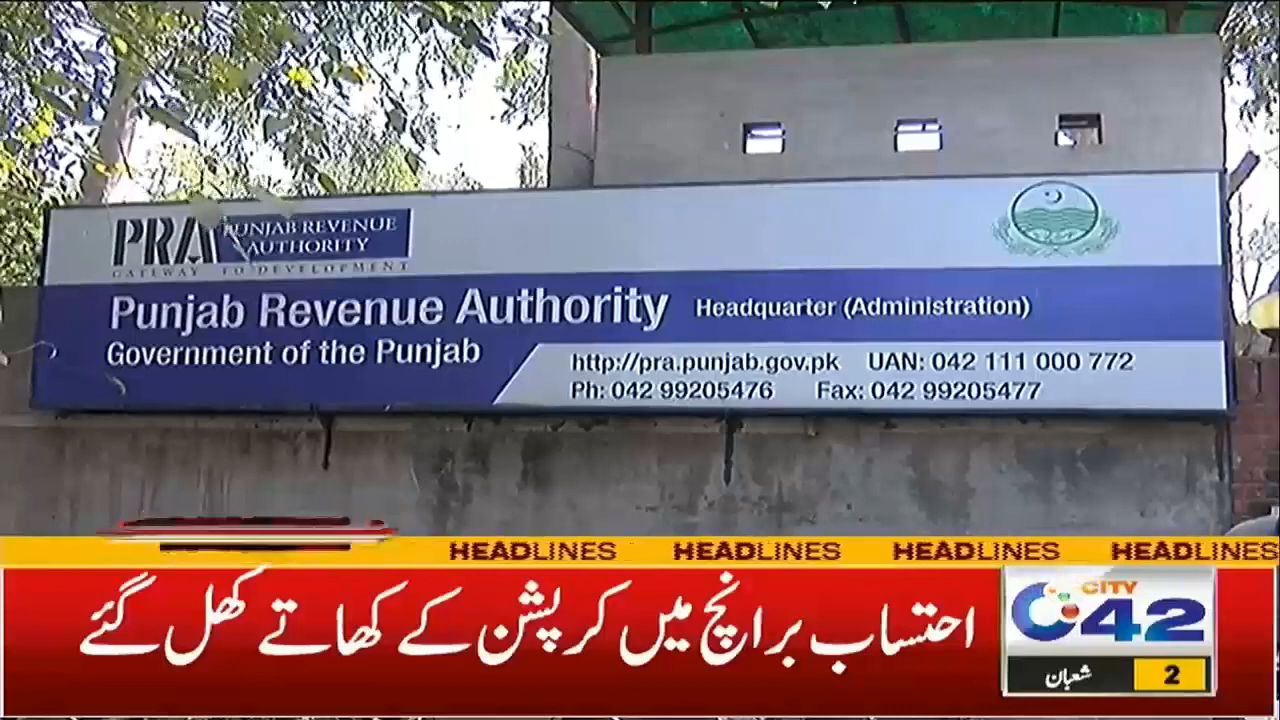 PRA PUNJAB REVENUE
AUTHORITY
GATEWAY TO DEVELOPMENT
Punjab Revenue Authority Headquarter (Administration)
Government of the Punjab
http://pra.punjab.gov.pk UAN: 042 111 000 772
Ph: 042 99205476 Fax: 042 99205477
HEADLINES HEADLINES HEADLINES HEADLINES
احتساب برانچ میں کرپشن کے کھاتے کھل گئے
CITY
42
شعبان 2